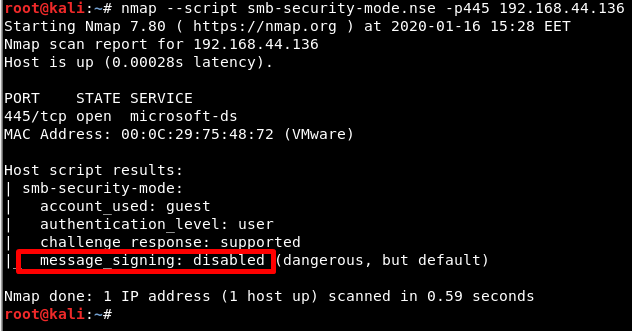 root@kali:~# nmap --script smb-security-mode.nse -p445 192.168.44.136
Starting Nmap 7.80 ( https://nmap.org ) at 2020-01-16 15:28 EET
Nmap scan report for 192.168.44.136
Host is up (0.00028s latency).

PORT    STATE SERVICE
445/tcp open  microsoft-ds
MAC Address: 00:0C:29:75:48:72 (VMware)

Host script results:
| smb-security-mode:
|   account_used: guest
|   authentication_level: user
|   challenge_response: supported
|_  message_signing: disabled (dangerous, but default)

Nmap done: 1 IP address (1 host up) scanned in 0.59 seconds
root@kali:~#